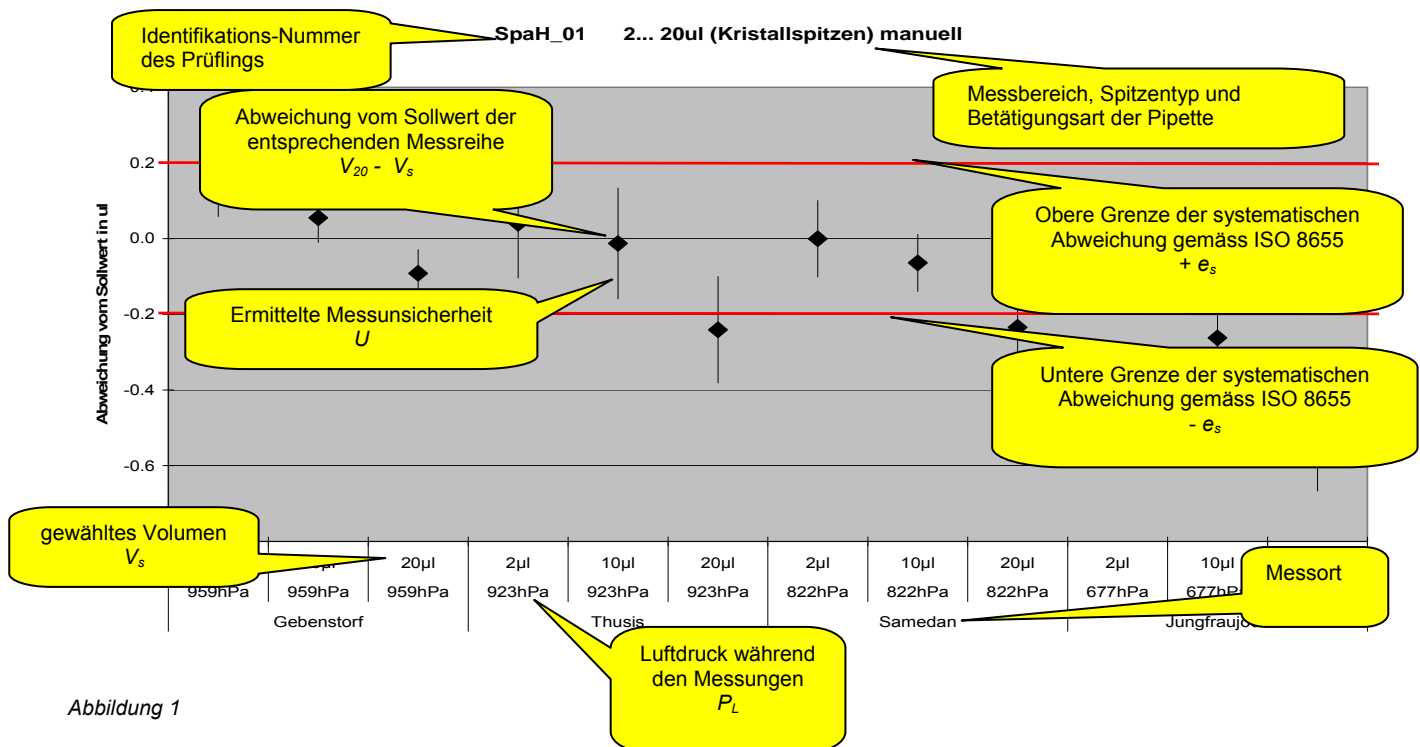 Identifikations-Nummer
des Prüflings
SpaH_01 2... 20ul (Kristallspitzen) manuell
Messbereich, Spitzentyp und
Betätigungsart der Pipette
Abweichung vom Sollwert der
entsprechenden Messreihe
V20 - Vs
Obere Grenze der systematischen
Abweichung gemäss ISO 8655
+ es
Ermittelte Messunsicherheit
U
Untere Grenze der systematischen
Abweichung gemäss ISO 8655
- es
Abweichung vom Sollwert in ul
0.2
0.0
-0.2
-0.4
-0.6
gewähltes Volumen
Vs
20µl 2µl 10µl 20µl 2µl 10µl 20µl 2µl 10µl
959hPa 959hPa 959hPa 923hPa 923hPa 923hPa 822hPa 822hPa 822hPa 677hPa 677hPa
Gebenstorf Thusis Samedan
Messort
Luftdruck während
den Messungen
PL
Abbildung 1